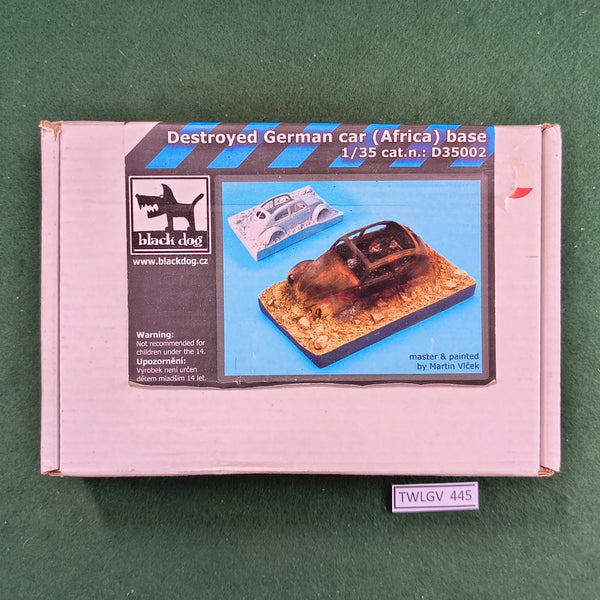 Destroyed German car (Africa) base
1/35 cat.n.: D35002
black dog
www.blackdog.cz
Warning:
Not recommended for
children under the 14.
Upozornění:
Výrobek není určen
dětem mladším 14 let.
master & painted
by Martin Vlček
TWLGV 445